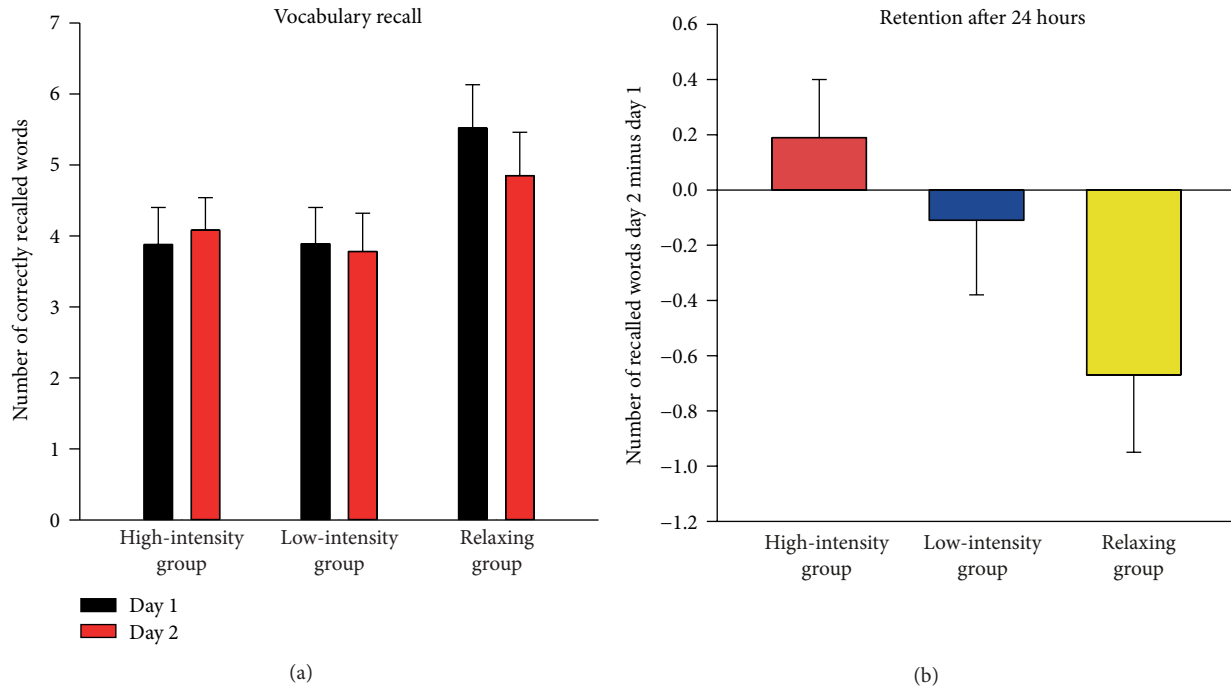 Vocabulary recall
Number of correctly recalled words
7
6
5
4
3
2
1
0
High-intensity
group
Low-intensity
group
Relaxing
group
Day 1
Day 2
(a)
Retention after 24 hours
Number of recalled words day 2 minus day 1
0.6
0.4
0.2
0.0
−0.2
−0.4
−0.6
−0.8
−1.0
−1.2
High-intensity
group
Low-intensity
group
Relaxing
group
(b)